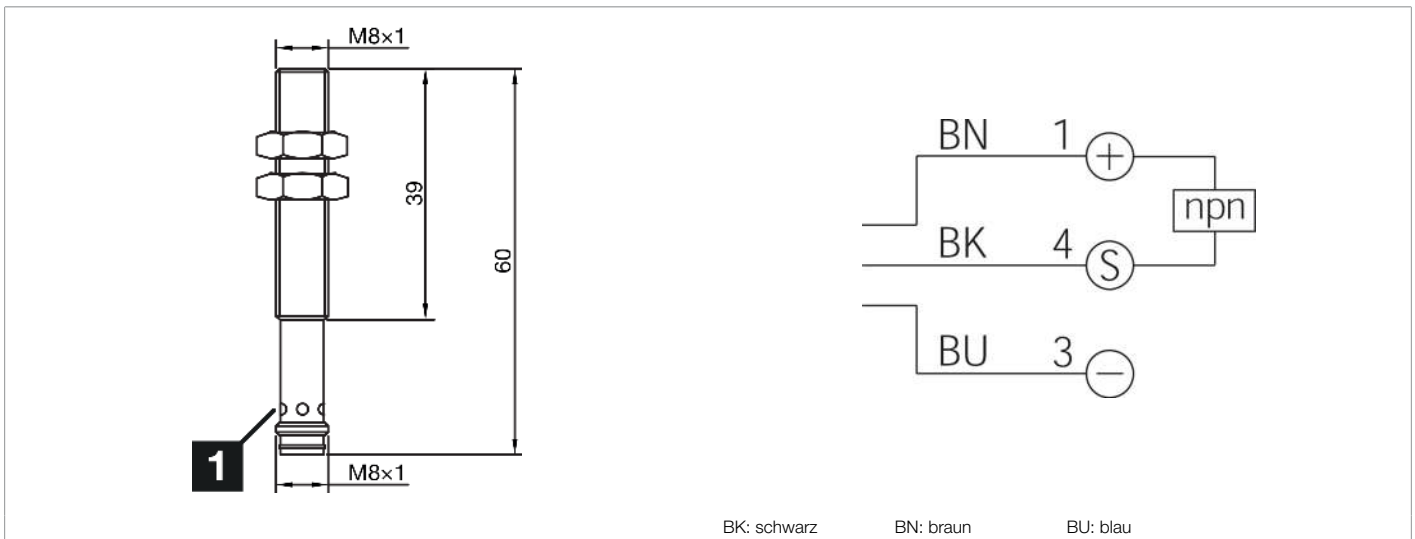 M8×1
39
60
1
M8×1
BN 1 +
npn
BK 4 S
BU 3 −
BK: schwarz BN: braun BU: blau